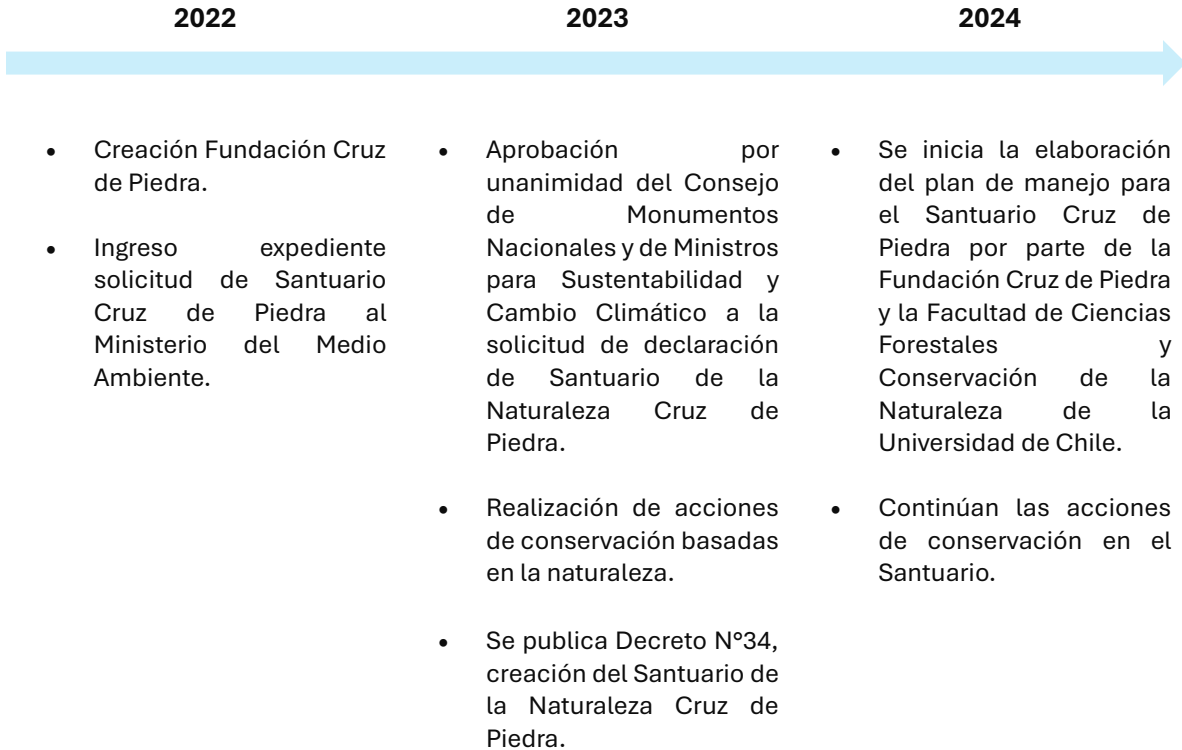 2022
2023
2024
• Creación Fundación Cruz
de Piedra.
• Ingreso expediente
solicitud de Santuario
Cruz de Piedra al
Ministerio del Medio
Ambiente.
• Aprobación por
unanimidad del Consejo
de Monumentos
Nacionales y de Ministros
para Sustentabilidad y
Cambio Climático a la
solicitud de declaración
de Santuario de la
Naturaleza Cruz de
Piedra.
• Realización de acciones
de conservación basadas
en la naturaleza.
• Se publica Decreto N°34,
creación del Santuario de
la Naturaleza Cruz de
Piedra.
• Se inicia la elaboración
del plan de manejo para
el Santuario Cruz de
Piedra por parte de la
Fundación Cruz de Piedra
y la Facultad de Ciencias
Forestales y
Conservación de la
Naturaleza de la
Universidad de Chile.
• Continúan las acciones
de conservación en el
Santuario.